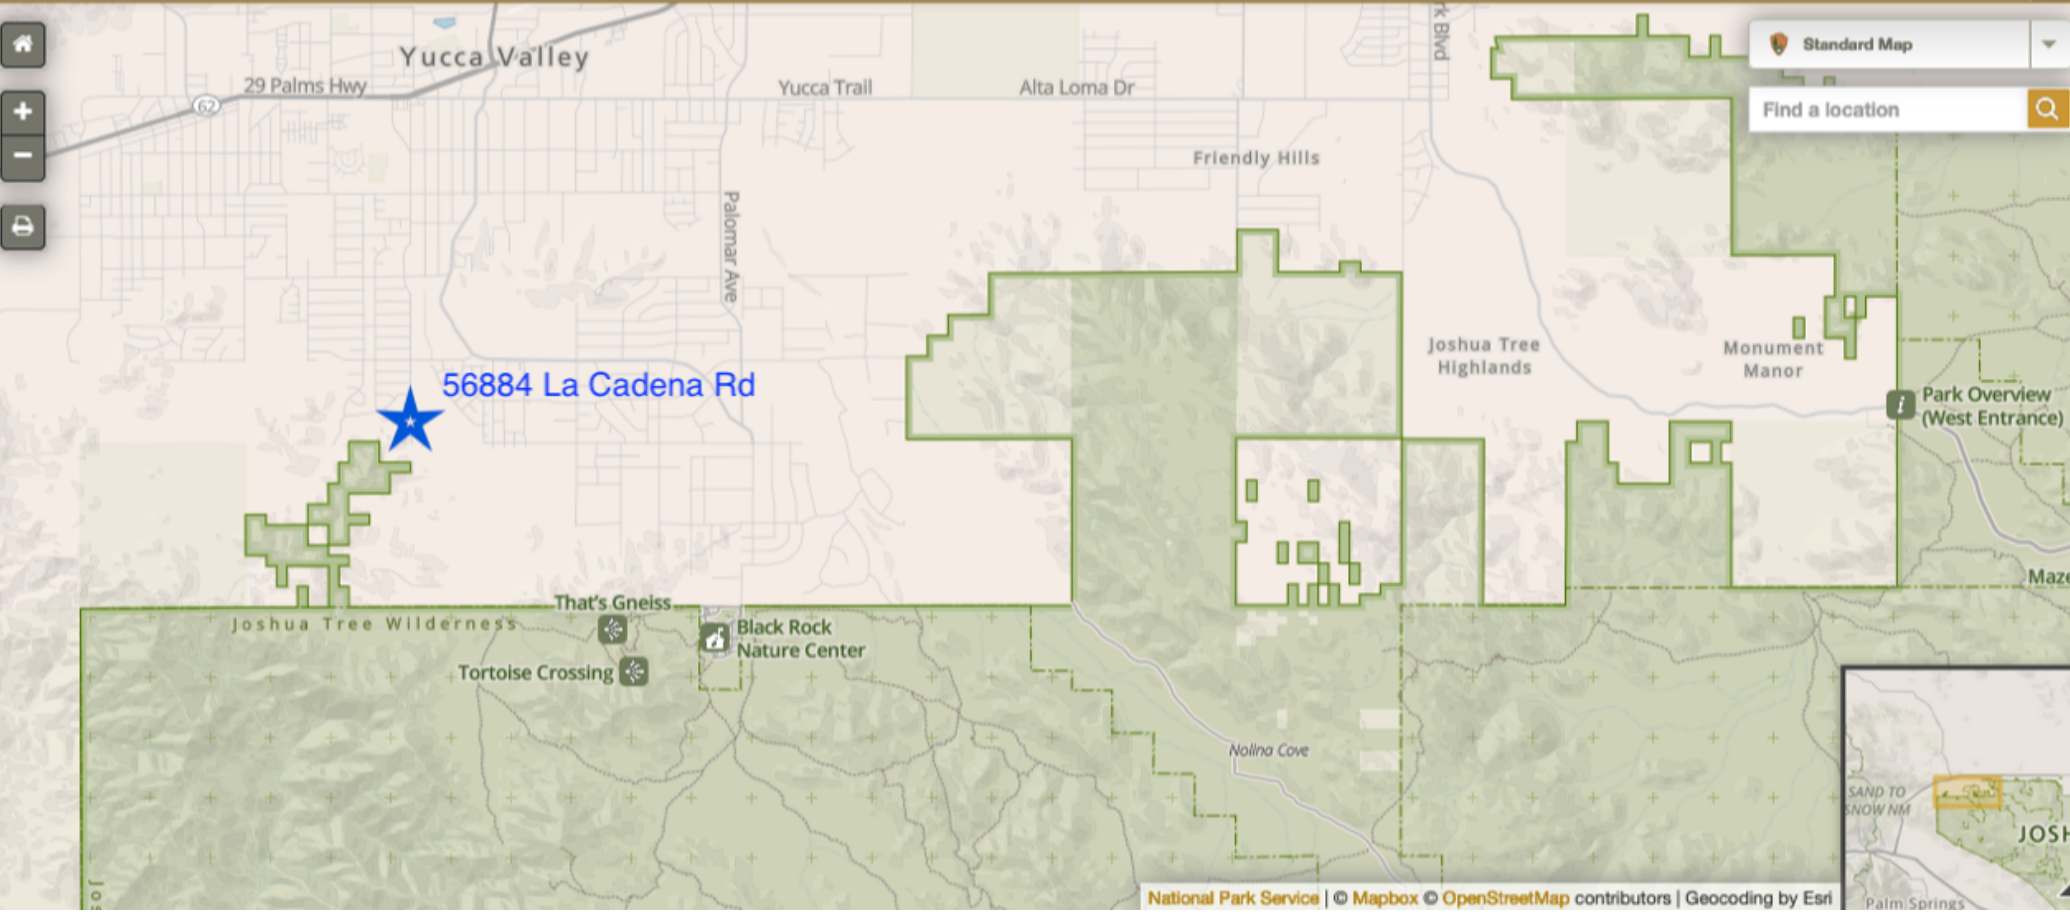 Yucca Valley
29 Palms Hwy
62
Yucca Trail
Alta Loma Dr
rk Blvd
Standard Map
Find a location
Friendly Hills
Palomar Ave
56884 La Cadena Rd
Joshua Tree
Highlands
Monument
Manor
Park Overview
(West Entrance)
Maze
That's Gneiss
Joshua Tree Wilderness
Black Rock
Nature Center
Tortoise Crossing
Nolina Cove
SAND TO
SNOW NM
JOSH
Jos
Palm Springs
National Park Service | © Mapbox © OpenStreetMap contributors | Geocoding by Esri